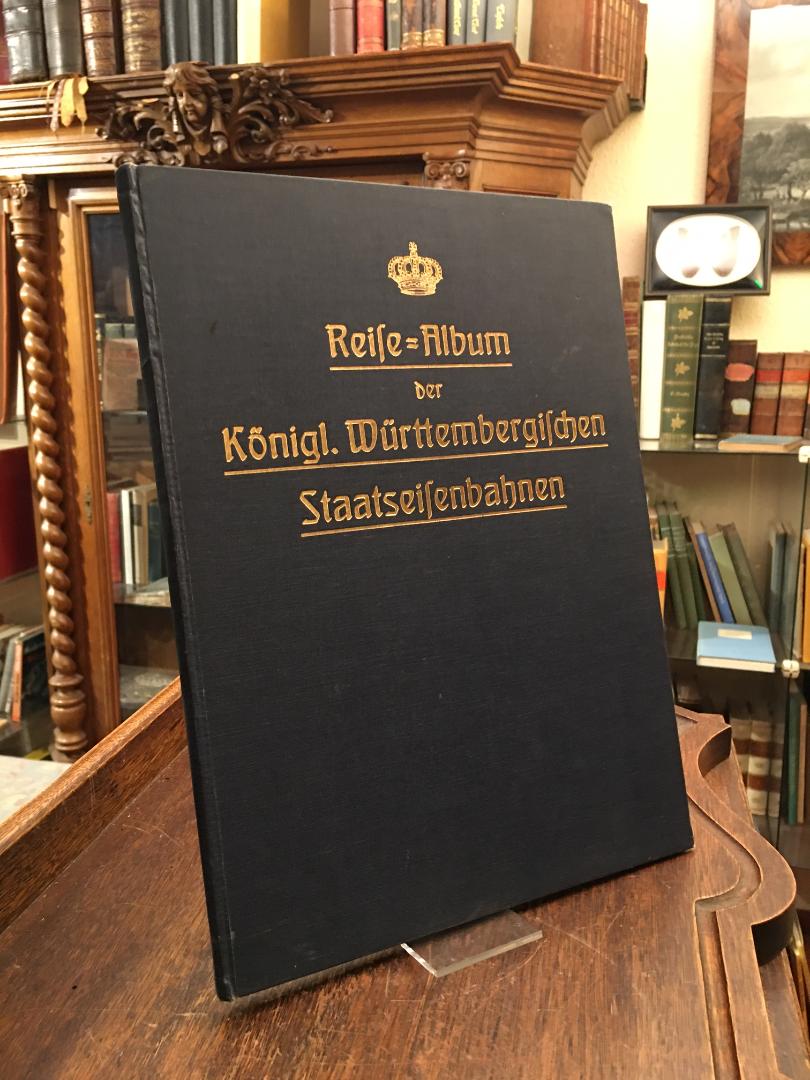 Reiſe=Album
der
Königl. Württembergiſchen
Staatseiſenbahnen